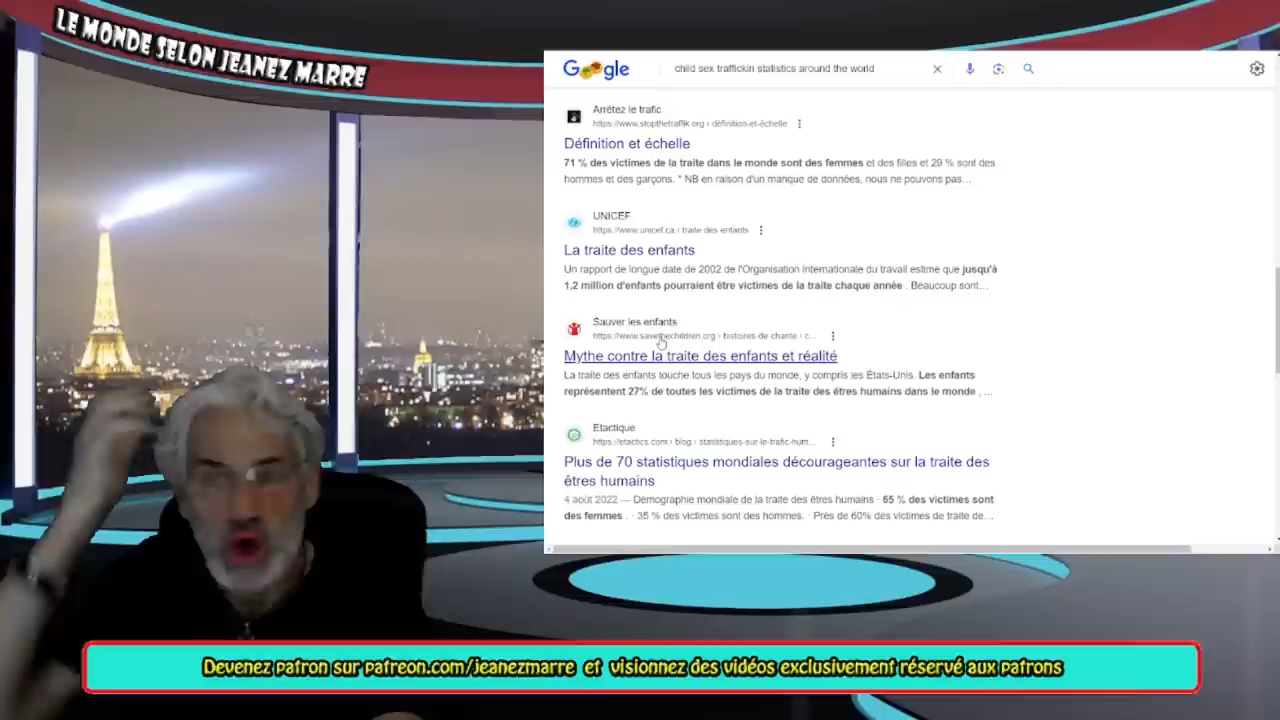 LE MONDE SELON JEANEZ MARRE
Google
child sex traffickin statistics around the world
Arrêtez le trafic
https://www.stopthetraffik.org › définition-et-échelle
Définition et échelle
71 % des victimes de la traite dans le monde sont des femmes et des filles et 29 % sont des
hommes et des garçons. * NB en raison d'un manque de données, nous ne pouvons pas…
UNICEF
https://www.unicef.ca › traite des enfants
La traite des enfants
Un rapport de longue date de 2002 de l'Organisation internationale du travail estime que jusqu'à
1,2 million d'enfants pourraient être victimes de la traite chaque année . Beaucoup sont…
Sauver les enfants
https://www.savethechildren.org › histoires-de-charité › c...
Mythe contre la traite des enfants et réalité
La traite des enfants touche tous les pays du monde, y compris les États-Unis. Les enfants
représentent 27% de toutes les victimes de la traite des êtres humains dans le monde , …
Etactique
https://etactics.com › blog › statistiques-sur-le-trafic-hum...
Plus de 70 statistiques mondiales décourageantes sur la traite des
êtres humains
4 août 2022 — Démographie mondiale de la traite des êtres humains · 65 % des victimes sont
des femmes . · 35 % des victimes sont des hommes. · Près de 60% des victimes de traite de…
Devenez patron sur patreon.com/jeanezmarre et visionnez des vidéos exclusivement réservé aux patrons